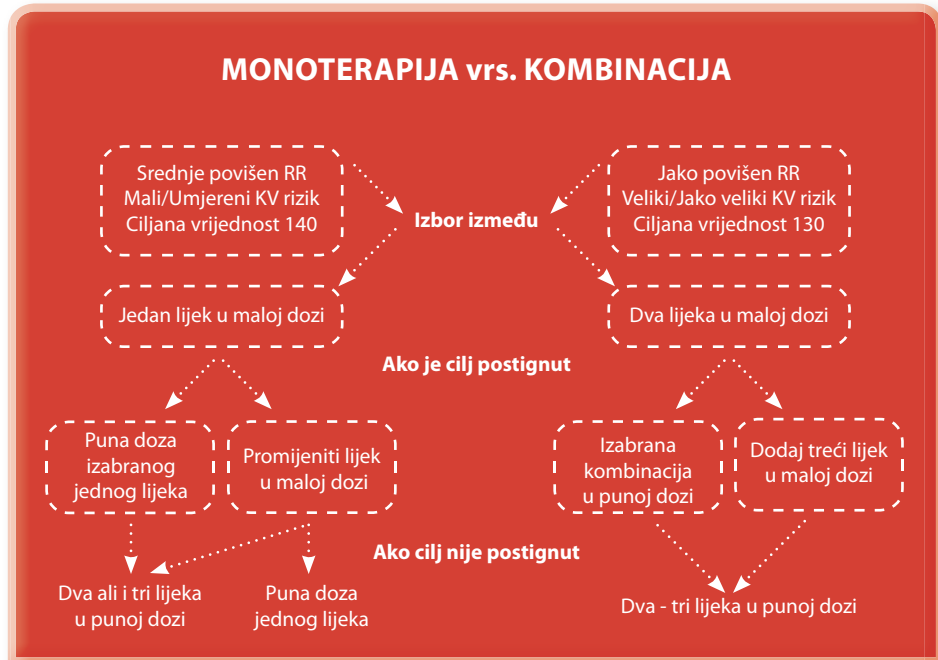 MONOTERAPIJA vrs. KOMBINACIJA
Srednje povišen RR
Mali/Umjereni KV rizik
Ciljana vrijednost 140
Jako povišen RR
Veliki/Jako veliki KV rizik
Ciljana vrijednost 130
Izbor između
Jedan lijek u maloj dozi
Dva lijeka u maloj dozi
Ako je cilj postignut
Puna doza
izabranog
jednog lijeka
Promijeniti lijek
u maloj dozi
Izabrana
kombinacija
u punoj dozi
Dodaj treći lijek
u maloj dozi
Ako cilj nije postignut
Dva ali i tri lijeka
u punoj dozi
Puna doza
jednog lijeka
Dva - tri lijeka u punoj dozi